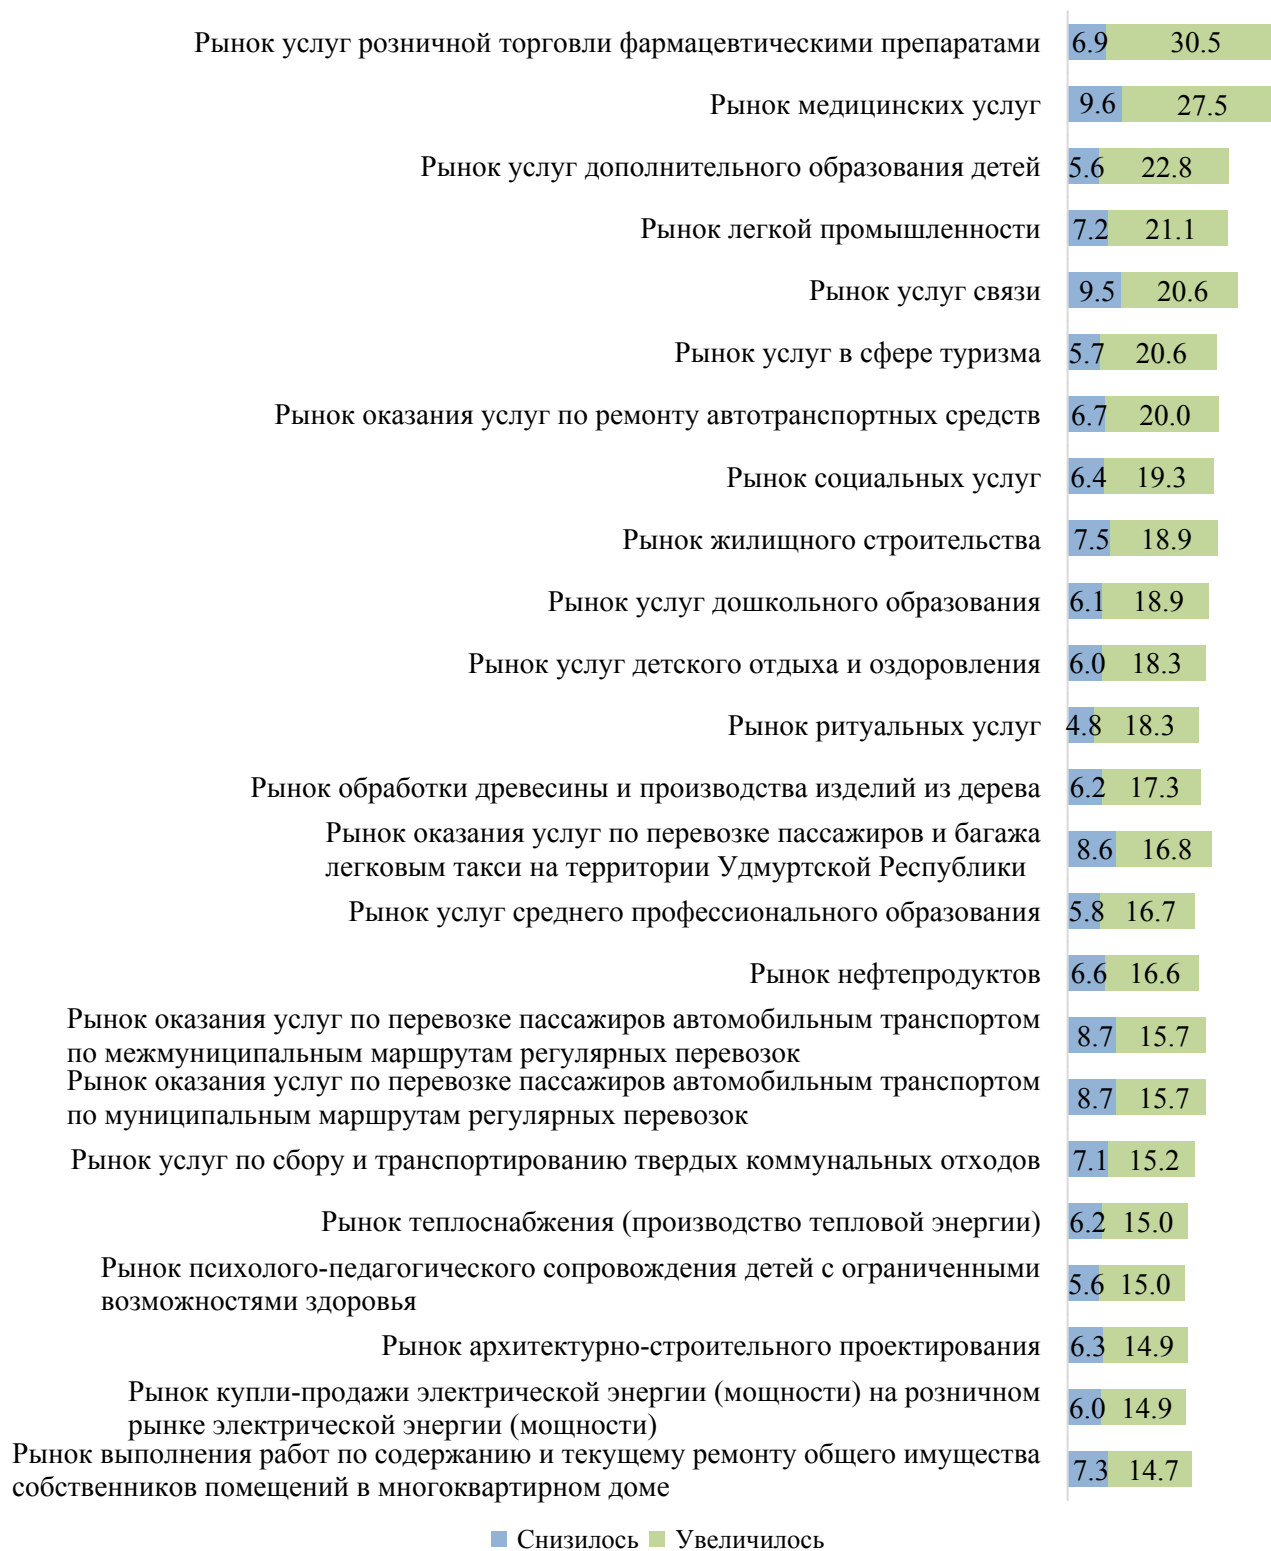 Рынок услуг розничной торговли фармацевтическими препаратами 6.9 30.5
Рынок медицинских услуг 9.6 27.5
Рынок услуг дополнительного образования детей 5.6 22.8
Рынок легкой промышленности 7.2 21.1
Рынок услуг связи 9.5 20.6
Рынок услуг в сфере туризма 5.7 20.6
Рынок оказания услуг по ремонту автотранспортных средств 6.7 20.0
Рынок социальных услуг 6.4 19.3
Рынок жилищного строительства 7.5 18.9
Рынок услуг дошкольного образования 6.1 18.9
Рынок услуг детского отдыха и оздоровления 6.0 18.3
Рынок ритуальных услуг 4.8 18.3
Рынок обработки древесины и производства изделий из дерева 6.2 17.3
Рынок оказания услуг по перевозке пассажиров и багажа
легковым такси на территории Удмуртской Республики
8.6 16.8
Рынок услуг среднего профессионального образования 5.8 16.7
Рынок нефтепродуктов 6.6 16.6
Рынок оказания услуг по перевозке пассажиров автомобильным транспортом
по межмуниципальным маршрутам регулярных перевозок
8.7 15.7
Рынок оказания услуг по перевозке пассажиров автомобильным транспортом
по муниципальным маршрутам регулярных перевозок
8.7 15.7
Рынок услуг по сбору и транспортированию твердых коммунальных отходов 7.1 15.2
Рынок теплоснабжения (производство тепловой энергии) 6.2 15.0
Рынок психолого-педагогического сопровождения детей с ограниченными
возможностями здоровья
5.6 15.0
Рынок архитектурно-строительного проектирования 6.3 14.9
Рынок купли-продажи электрической энергии (мощности) на розничном
рынке электрической энергии (мощности)
6.0 14.9
Рынок выполнения работ по содержанию и текущему ремонту общего имущества
собственников помещений в многоквартирном доме
7.3 14.7
Снизилось Увеличилось